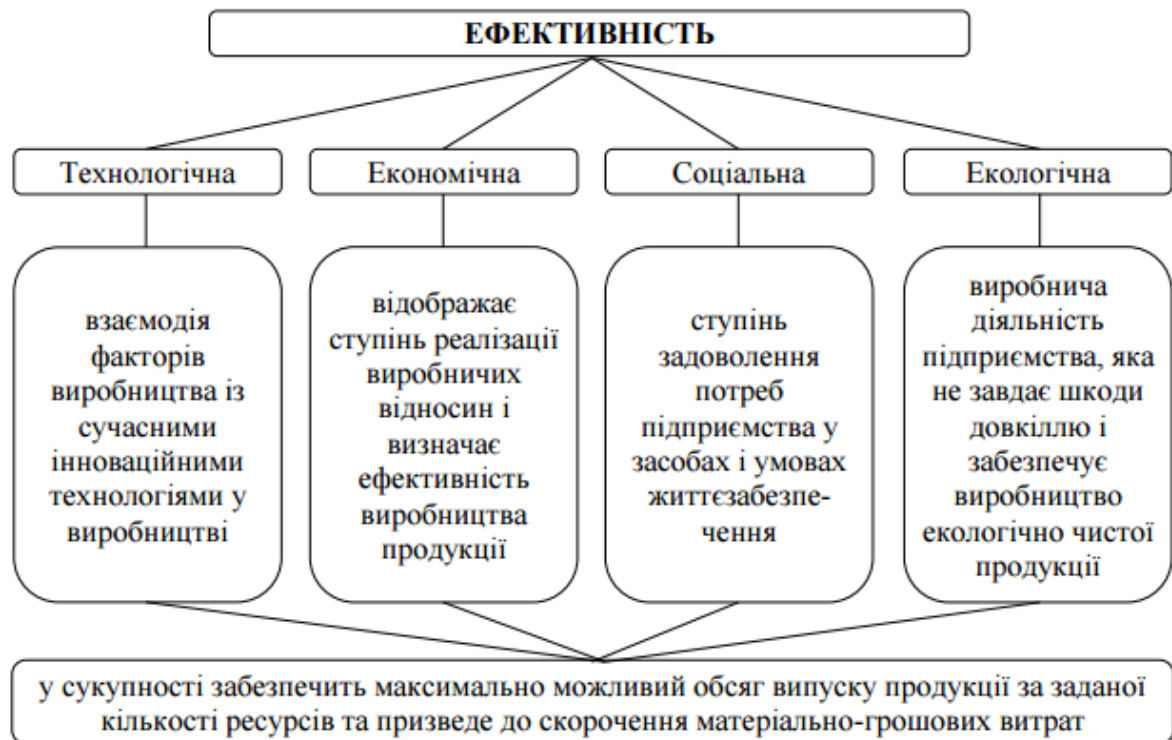 ЕФЕКТИВНІСТЬ
Технологічна
Економічна
Соціальна
Екологічна
взаємодія
факторів
виробництва із
сучасними
інноваційними
технологіями у
виробництві
відображає
ступінь реалізації
виробничих
відносин і
визначає
ефективність
виробництва
продукції
ступінь
задоволення
потреб
підприємства у
засобах і умовах
життєзабезпе-
чення
виробнича
діяльність
підприємства, яка
не завдає шкоди
довкіллю і
забезпечує
виробництво
екологічно чистої
продукції
у сукупності забезпечить максимально можливий обсяг випуску продукції за заданої
кількості ресурсів та призведе до скорочення матеріально-грошових витрат